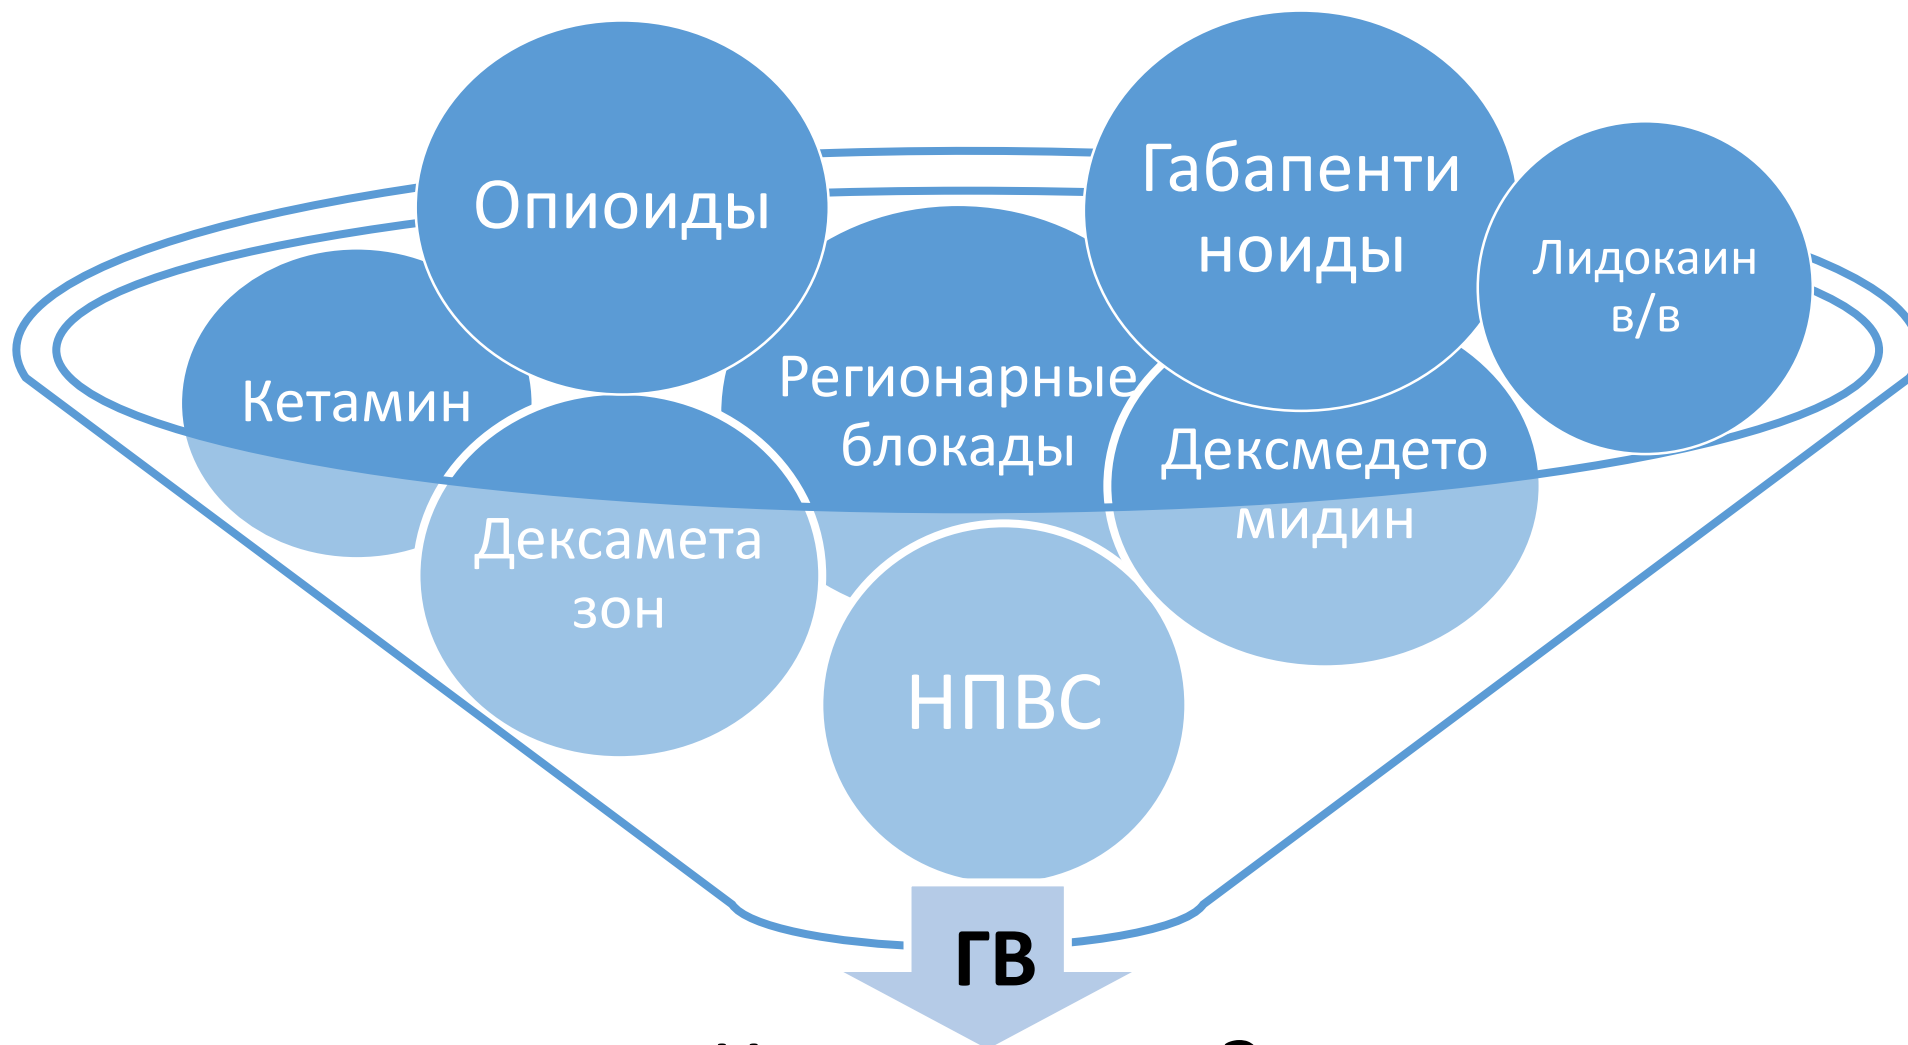 Опиоиды
Габапенти
ноиды
Лидокаин
в/в
Кетамин
Регионарные
блокады
Дексмедето
мидин
Дексамета
зон
НПВС
ГВ